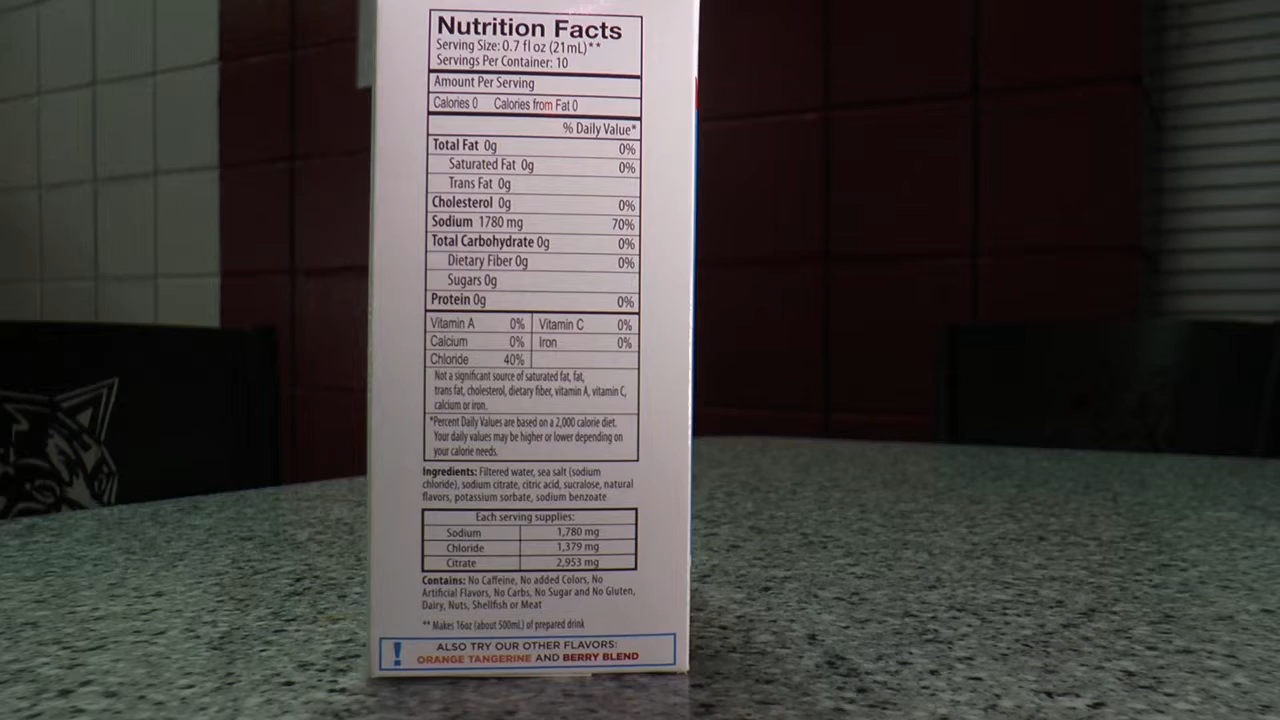 Nutrition Facts
Serving Size: 0.7 fl oz (21mL)**
Servings Per Container: 10
Amount Per Serving
Calories 0 Calories from Fat 0
% Daily Value*
Total Fat 0g 0%
Saturated Fat 0g 0%
Trans Fat 0g
Cholesterol 0g 0%
Sodium 1780 mg 70%
Total Carbohydrate 0g 0%
Dietary Fiber 0g 0%
Sugars 0g
Protein 0g 0%
Vitamin A 0% Vitamin C 0%
Calcium 0% Iron 0%
Chloride 40%
Not a significant source of saturated fat, fat,
trans fat, cholesterol, dietary fiber, vitamin A, vitamin C,
calcium or iron.
*Percent Daily Values are based on a 2,000 calorie diet.
Your daily values may be higher or lower depending on
your calorie needs.
Ingredients: Filtered water, sea salt (sodium
chloride), sodium citrate, citric acid, sucralose, natural
flavors, potassium sorbate, sodium benzoate
Each serving supplies:
Sodium 1,780 mg
Chloride 1,379 mg
Citrate 2,953 mg
Contains: No Caffeine, No added Colors, No
Artificial Flavors, No Carbs, No Sugar and No Gluten,
Dairy, Nuts, Shellfish or Meat
** Makes 16oz (about 500mL) of prepared drink
! ALSO TRY OUR OTHER FLAVORS:
ORANGE TANGERINE AND BERRY BLEND